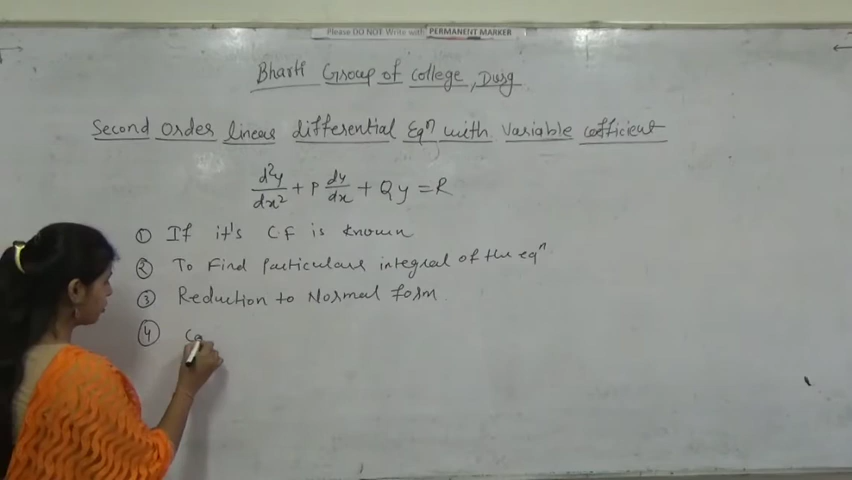 Please DO NOT Write with PERMANENT MARKER
Bharti Group of college, Durg
Second Order linear differential Eqⁿ with variable coefficient
d²y/dx² + P dy/dx + Qy = R
① If it's CF is known
② To Find particular integral of the eqⁿ
③ Reduction to Normal form.
④